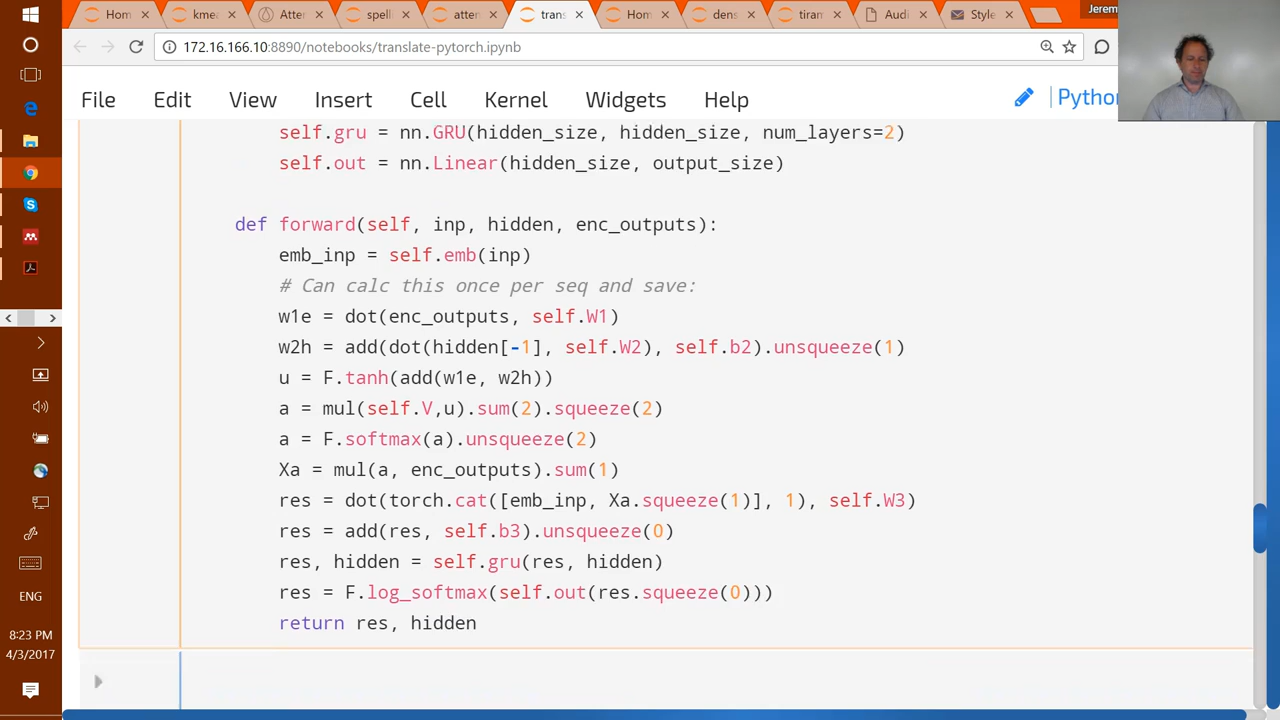 Hom
kmea
Atten
spelli
atten
trans
Hom
dens
tiram
Audi
Style
Jerem
172.16.166.10:8890/notebooks/translate-pytorch.ipynb
File Edit View Insert Cell Kernel Widgets Help
Pytho
self.gru = nn.GRU(hidden_size, hidden_size, num_layers=2)
self.out = nn.Linear(hidden_size, output_size)
def forward(self, inp, hidden, enc_outputs):
emb_inp = self.emb(inp)
# Can calc this once per seq and save:
w1e = dot(enc_outputs, self.W1)
w2h = add(dot(hidden[-1], self.W2), self.b2).unsqueeze(1)
u = F.tanh(add(w1e, w2h))
a = mul(self.V,u).sum(2).squeeze(2)
a = F.softmax(a).unsqueeze(2)
Xa = mul(a, enc_outputs).sum(1)
res = dot(torch.cat([emb_inp, Xa.squeeze(1)], 1), self.W3)
res = add(res, self.b3).unsqueeze(0)
res, hidden = self.gru(res, hidden)
res = F.log_softmax(self.out(res.squeeze(0)))
return res, hidden
ENG
8:23 PM
4/3/2017